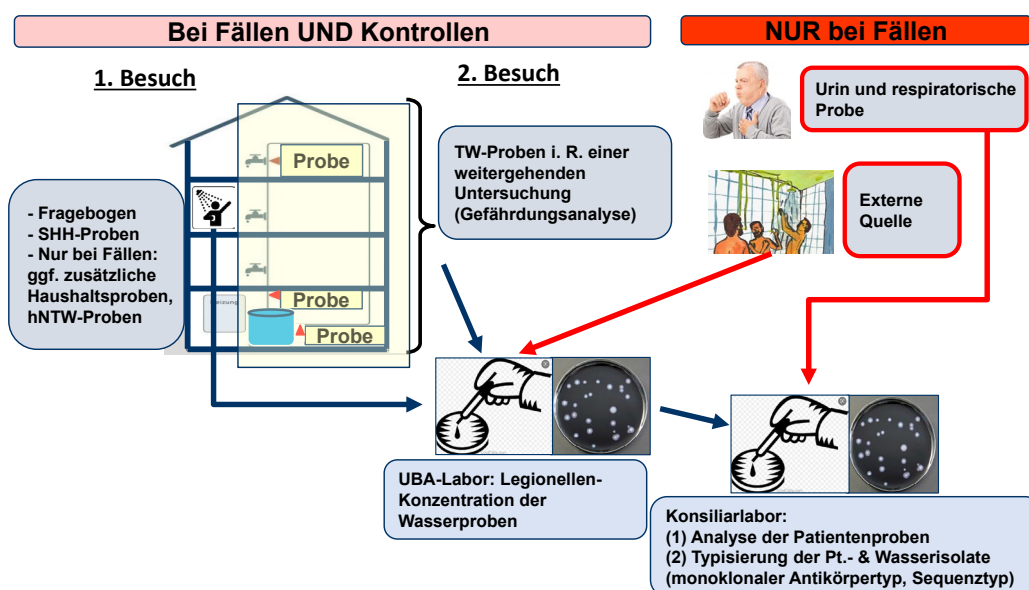 Bei Fällen UND Kontrollen
NUR bei Fällen
1. Besuch
2. Besuch
Urin und respiratorische
Probe
Probe
TW-Proben i. R. einer
weitergehenden
Untersuchung
(Gefährdungsanalyse)
Externe
Quelle
- Fragebogen
- SHH-Proben
- Nur bei Fällen:
ggf. zusätzliche
Haushaltsproben,
hNTW-Proben
Heizung
Probe
Probe
UBA-Labor: Legionellen-
Konzentration der
Wasserproben
Konsiliarlabor:
(1) Analyse der Patientenproben
(2) Typisierung der Pt.- & Wasserisolate
(monoklonaler Antikörpertyp, Sequenztyp)